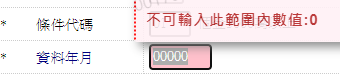 * 條件代碼
不可輸入此範圍內數值:0
* 資料年月 00000